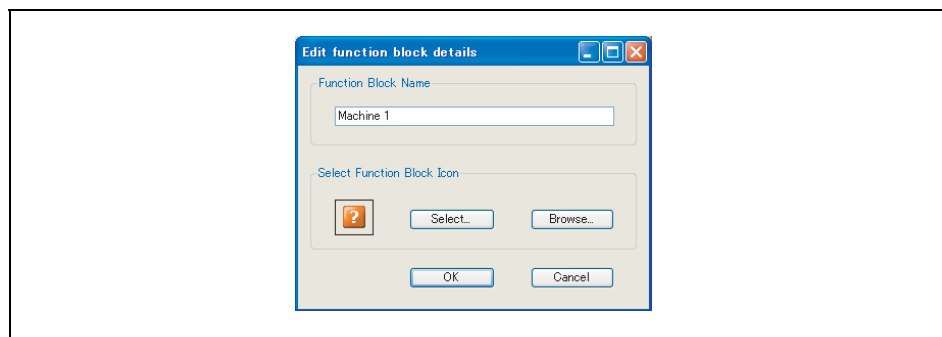 Edit function block details
Function Block Name
Machine 1
Select Function Block Icon
?
Select...
Browse...
OK
Cancel